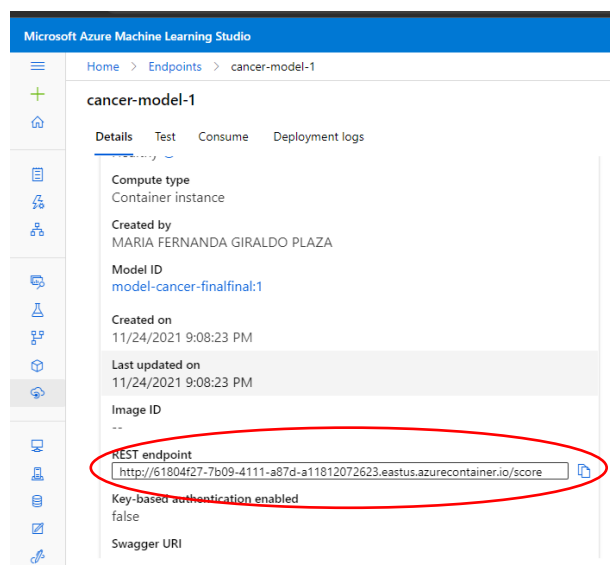 Microsoft Azure Machine Learning Studio
Home > Endpoints > cancer-model-1
cancer-model-1
Details Test Consume Deployment logs
Healthy
Compute type
Container instance
Created by
MARIA FERNANDA GIRALDO PLAZA
Model ID
model-cancer-finalfinal:1
Created on
11/24/2021 9:08:23 PM
Last updated on
11/24/2021 9:08:23 PM
Image ID
--
REST endpoint
http://61804f27-7b09-4111-a87d-a11812072623.eastus.azurecontainer.io/score
Key-based authentication enabled
false
Swagger URI